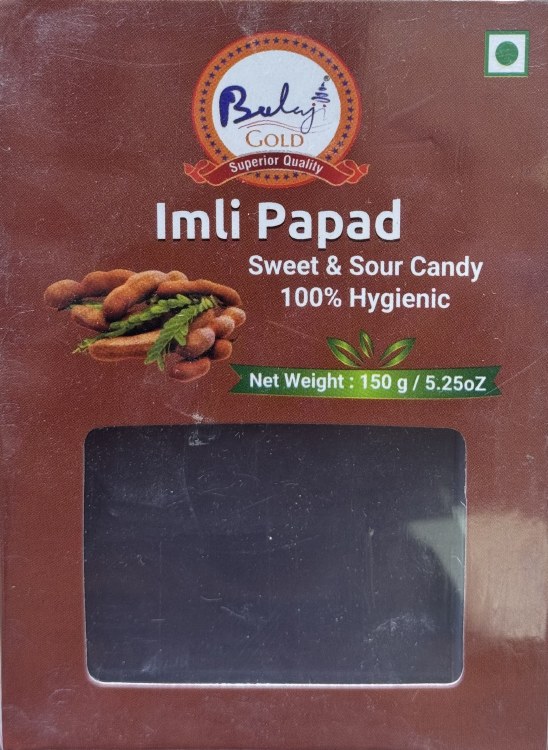 Balaji
GOLD
Superior Quality
Imli Papad
Sweet & Sour Candy
100% Hygienic
Net Weight : 150 g / 5.25oZ